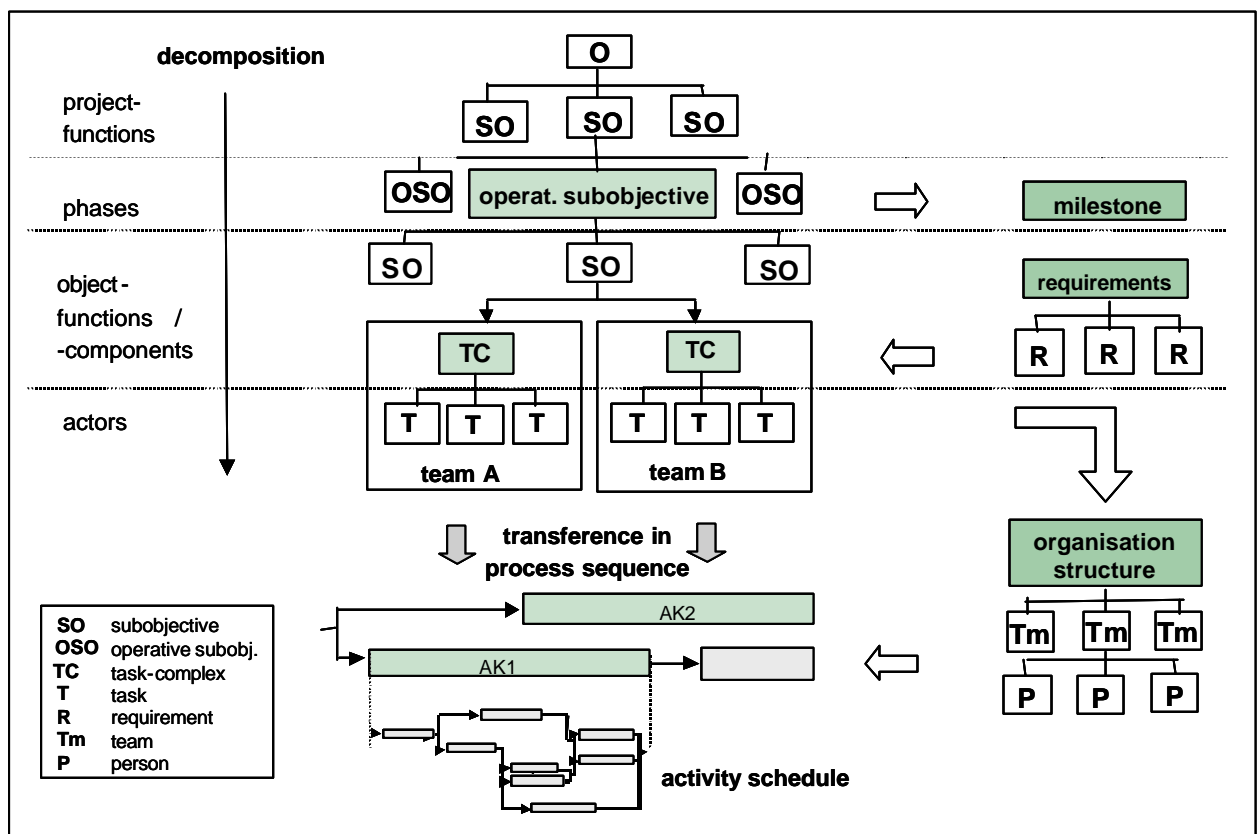 decomposition
O
project-
functions
SO
SO
SO
OSO
operat. subobjective
OSO
phases
milestone
SO
SO
SO
object -
functions /
-components
requirements
TC
TC
R
R
R
actors
T
T
T
T
T
T
team A
team B
transference in
process sequence
organisation
structure
AK2
Tm
Tm
Tm
AK1
P
P
P
SO subobjective
OSO operative subobj.
TC task-complex
T task
R requirement
Tm team
P person
activity schedule